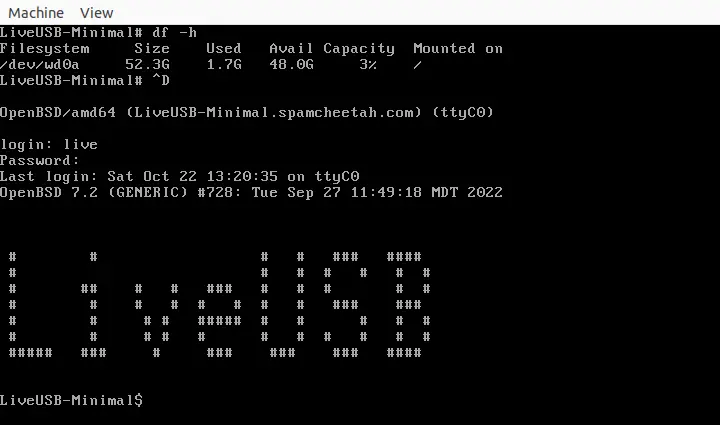 Machine View
LiveUSB-Minimal# df -h
Filesystem     Size    Used   Avail Capacity  Mounted on
/dev/wd0a     52.3G    1.7G   48.0G     3%    /
LiveUSB-Minimal# ^D
OpenBSD/amd64 (LiveUSB-Minimal.spamcheetah.com) (ttyC0)
login: live
Password:
Last login: Sat Oct 22 13:20:35 on ttyC0
OpenBSD 7.2 (GENERIC) #728: Tue Sep 27 11:49:18 MDT 2022
LiveUSB
LiveUSB-Minimal$